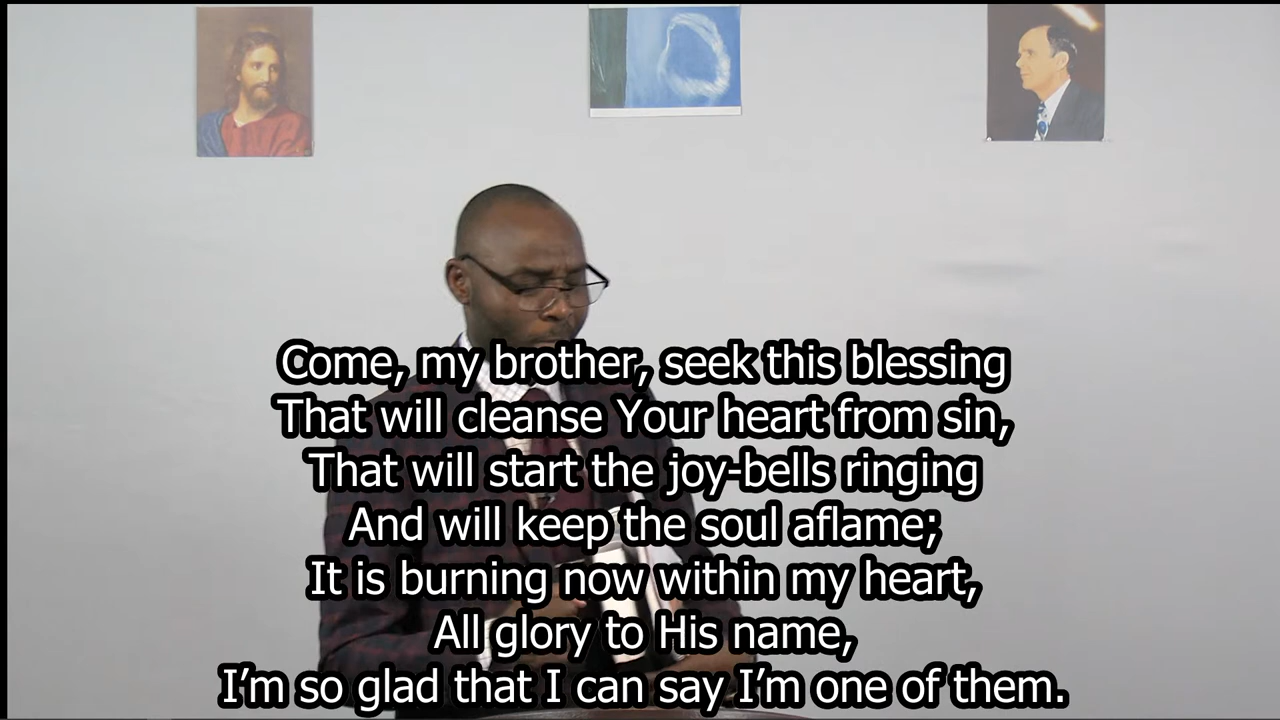 Come, my brother, seek this blessing
That will cleanse Your heart from sin,
That will start the joy-bells ringing
And will keep the soul aflame;
It is burning now within my heart,
All glory to His name,
I’m so glad that I can say I’m one of them.